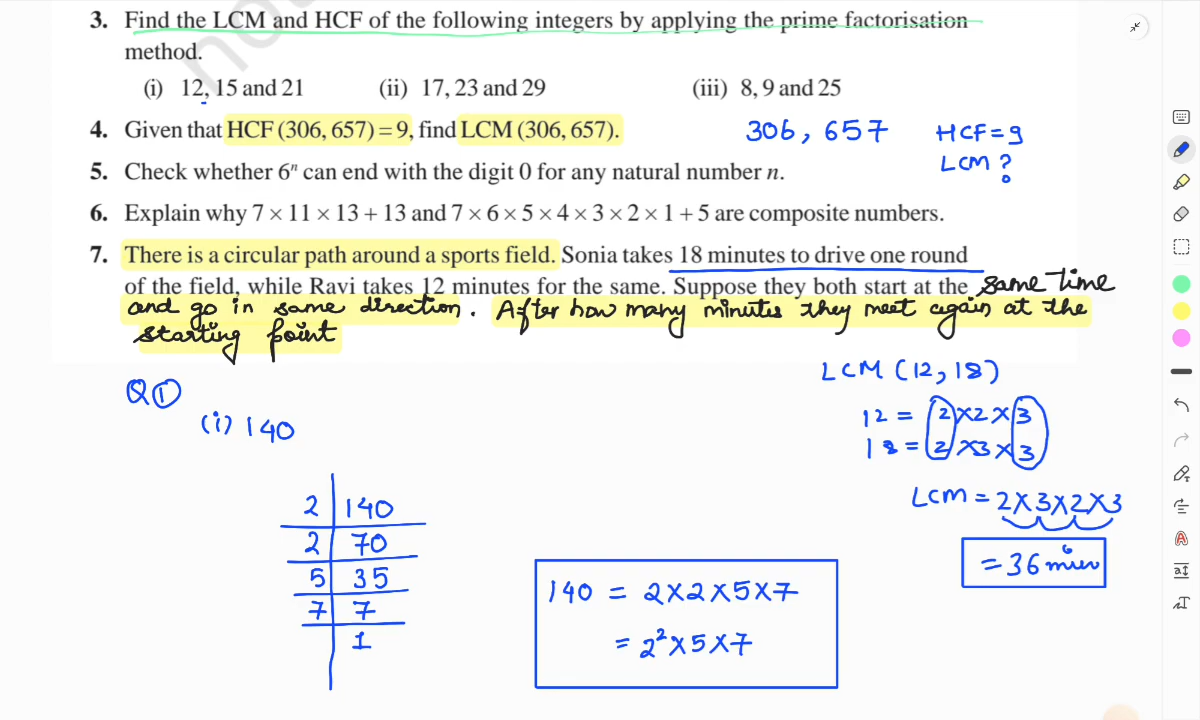 3. Find the LCM and HCF of the following integers by applying the prime factorisation
method.
(i) 12, 15 and 21 (ii) 17, 23 and 29 (iii) 8, 9 and 25
4. Given that HCF (306, 657) = 9, find LCM (306, 657).
306, 657 HCF = 9
LCM ?
5. Check whether 6ⁿ can end with the digit 0 for any natural number n.
6. Explain why 7 × 11 × 13 + 13 and 7 × 6 × 5 × 4 × 3 × 2 × 1 + 5 are composite numbers.
7. There is a circular path around a sports field. Sonia takes 18 minutes to drive one round
of the field, while Ravi takes 12 minutes for the same. Suppose they both start at the same time
and go in same direction. After how many minutes they meet again at the
starting point
Q ①
(i) 140
2 | 140
2 | 70
5 | 35
7 | 7
1
140 = 2×2×5×7
= 2²×5×7
LCM (12, 18)
12 = 2×2×3
18 = 2×3×3
LCM = 2×3×2×3
= 36 min